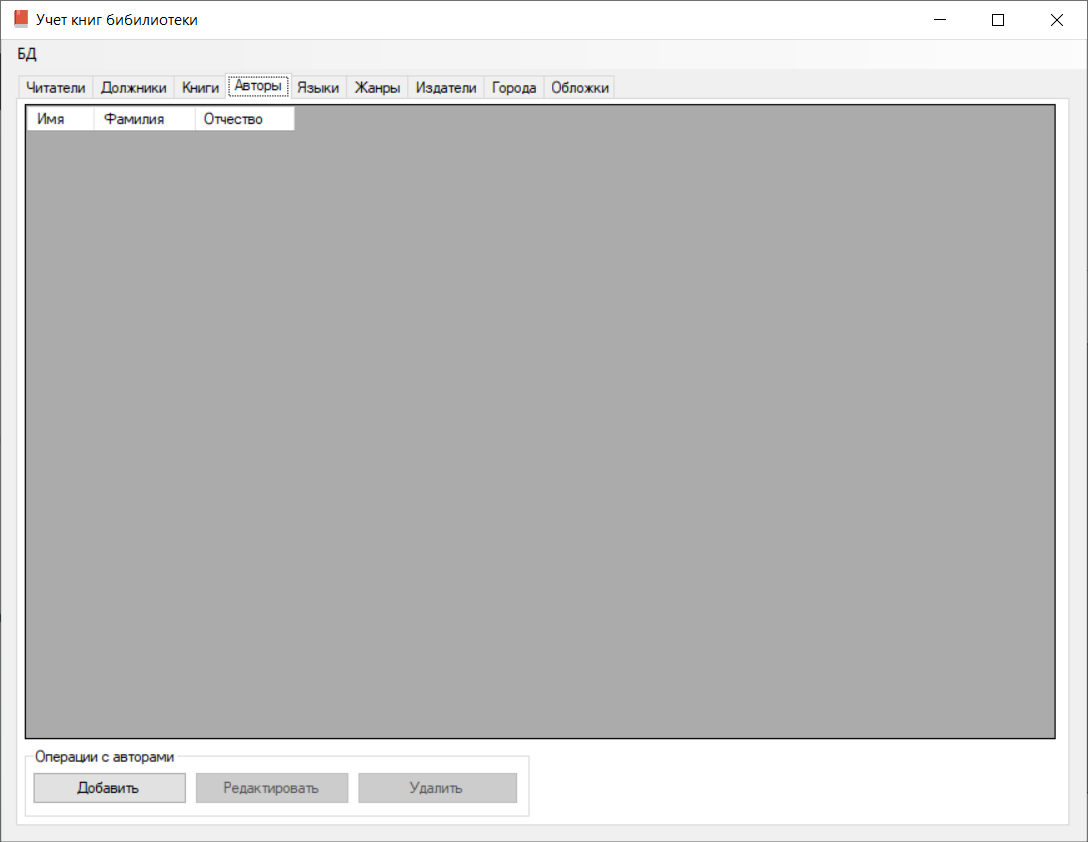 Учет книг бибилиотеки
БД
Читатели Должники Книги Авторы Языки Жанры Издатели Города Обложки
Имя Фамилия Отчество
Операции с авторами
Добавить Редактировать Удалить